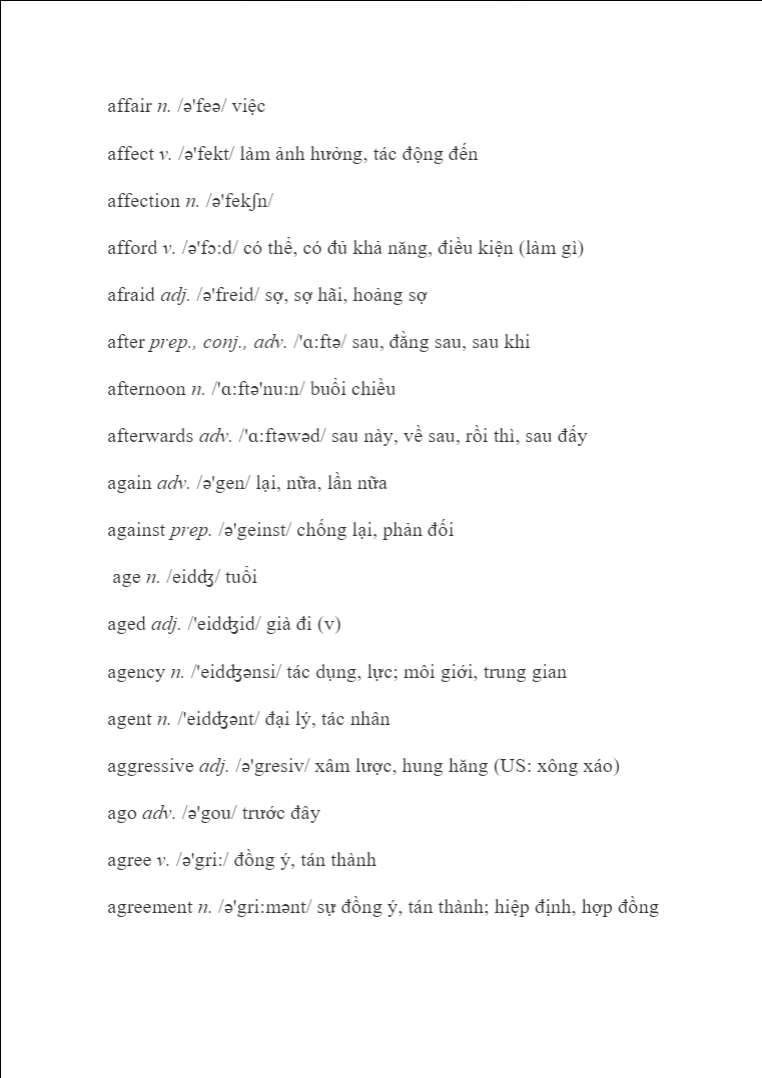 affair n. /ə'feə/ việc
affect v. /ə'fekt/ làm ảnh hưởng, tác động đến
affection n. /ə'fekʃn/
afford v. /ə'fɔ:d/ có thể, có đủ khả năng, điều kiện (làm gì)
afraid adj. /ə'freid/ sợ, sợ hãi, hoảng sợ
after prep., conj., adv. /'ɑ:ftə/ sau, đằng sau, sau khi
afternoon n. /'ɑ:ftə'nu:n/ buổi chiều
afterwards adv. /'ɑ:ftəwəd/ sau này, về sau, rồi thì, sau đấy
again adv. /ə'gen/ lại, nữa, lần nữa
against prep. /ə'geinst/ chống lại, phản đối
age n. /eidʤ/ tuổi
aged adj. /'eidʤid/ già đi (v)
agency n. /'eidʤənsi/ tác dụng, lực; môi giới, trung gian
agent n. /'eidʤənt/ đại lý, tác nhân
aggressive adj. /ə'gresiv/ xâm lược, hung hăng (US: xông xáo)
ago adv. /ə'gou/ trước đây
agree v. /ə'gri:/ đồng ý, tán thành
agreement n. /ə'gri:mənt/ sự đồng ý, tán thành; hiệp định, hợp đồng